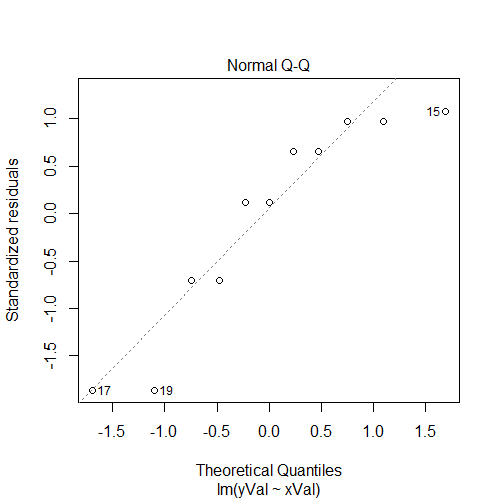 Normal Q-Q
Standardized residuals
1.0
0.5
0.0
-0.5
-1.0
-1.5
15
17
19
-1.5 -1.0 -0.5 0.0 0.5 1.0 1.5
Theoretical Quantiles
lm(yVal ~ xVal)